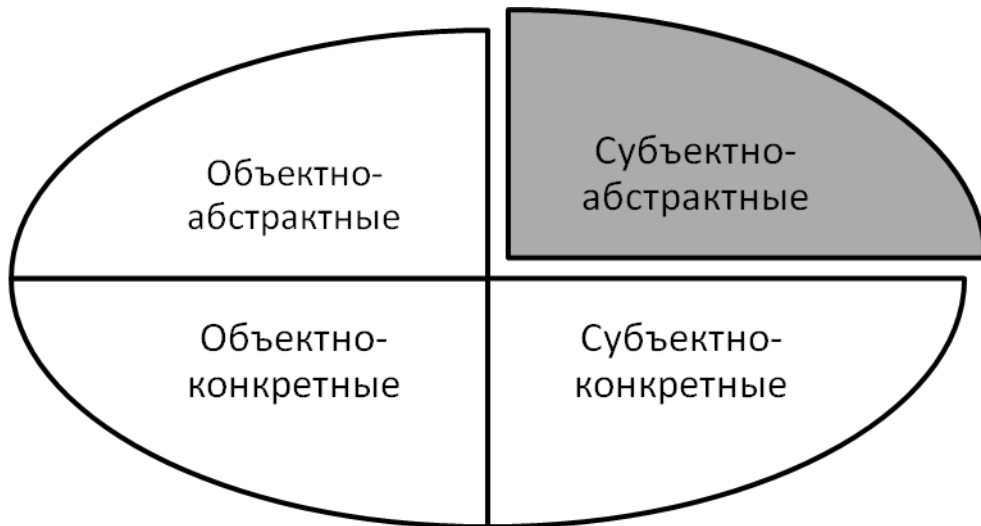 Объектно-
абстрактные
Субъектно-
абстрактные
Объектно-
конкретные
Субъектно-
конкретные